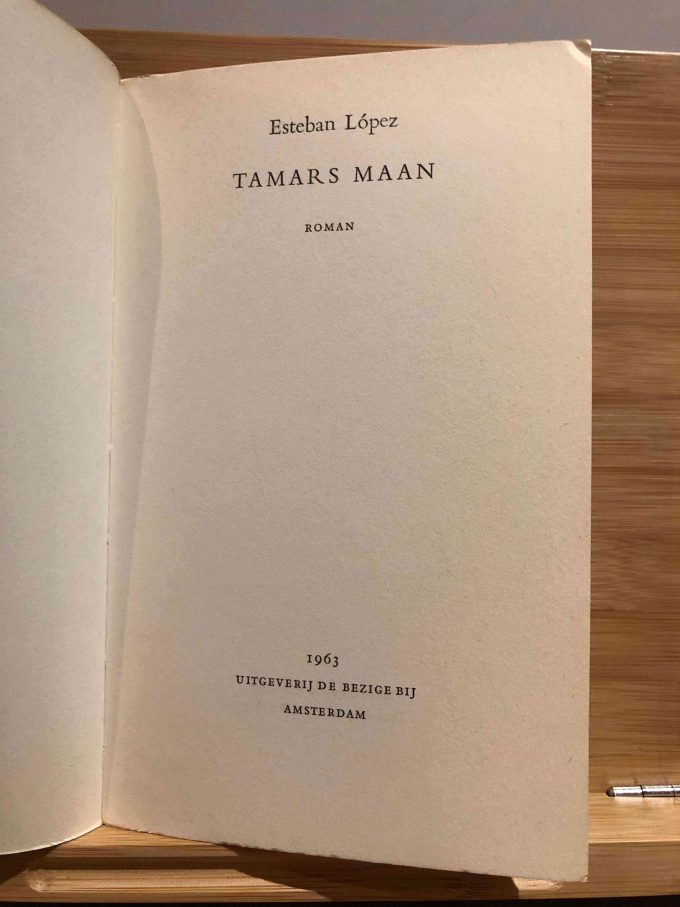 Esteban López
TAMARS MAAN
ROMAN
1963
UITGEVERIJ DE BEZIGE BIJ
AMSTERDAM